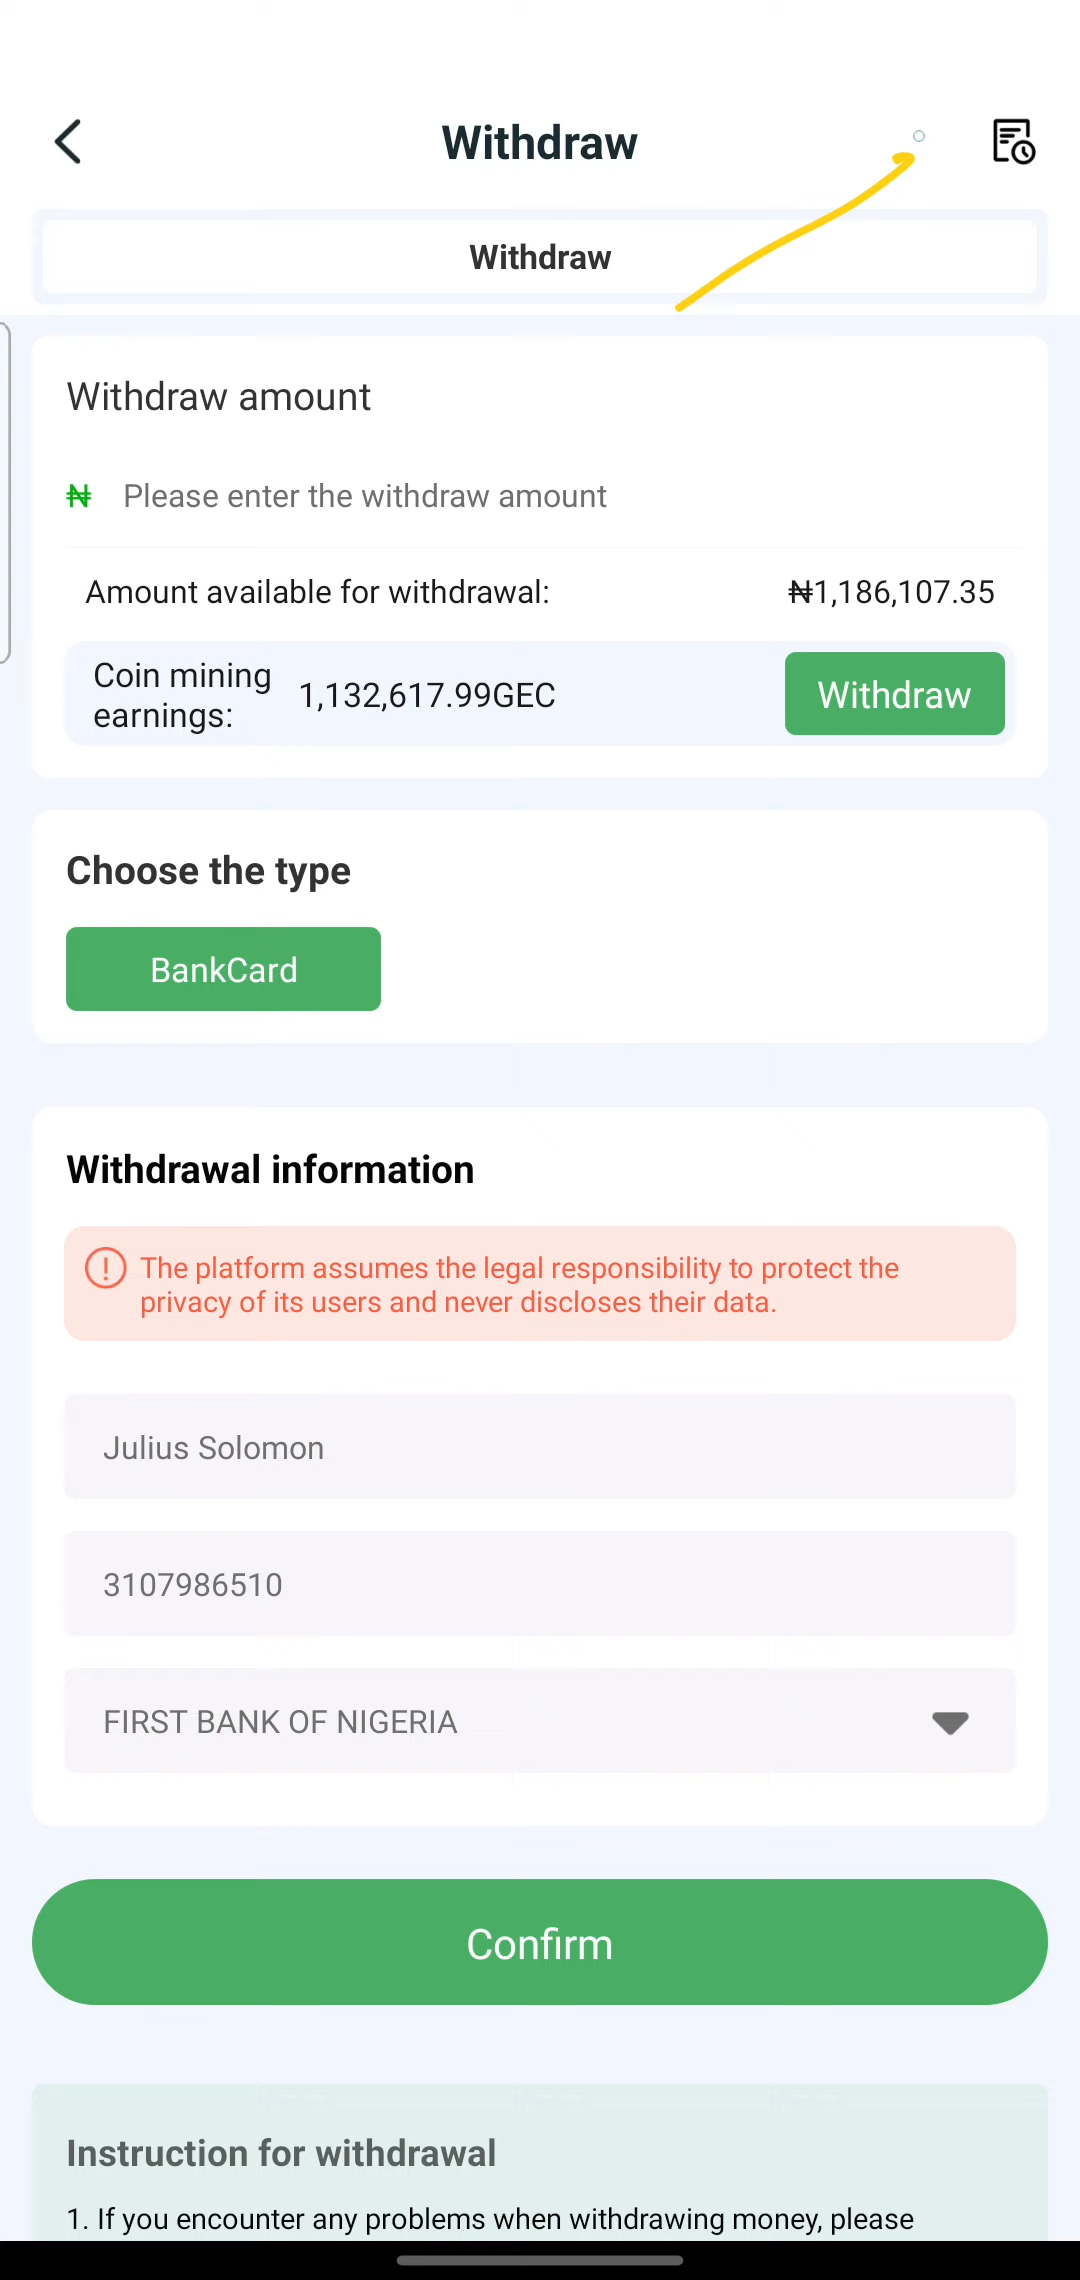 Withdraw
Withdraw
Withdraw amount
₦ Please enter the withdraw amount
Amount available for withdrawal: ₦1,186,107.35
Coin mining
earnings: 1,132,617.99GEC Withdraw
Choose the type
BankCard
Withdrawal information
The platform assumes the legal responsibility to protect the
privacy of its users and never discloses their data.
Julius Solomon
3107986510
FIRST BANK OF NIGERIA
Confirm
Instruction for withdrawal
1. If you encounter any problems when withdrawing money, please